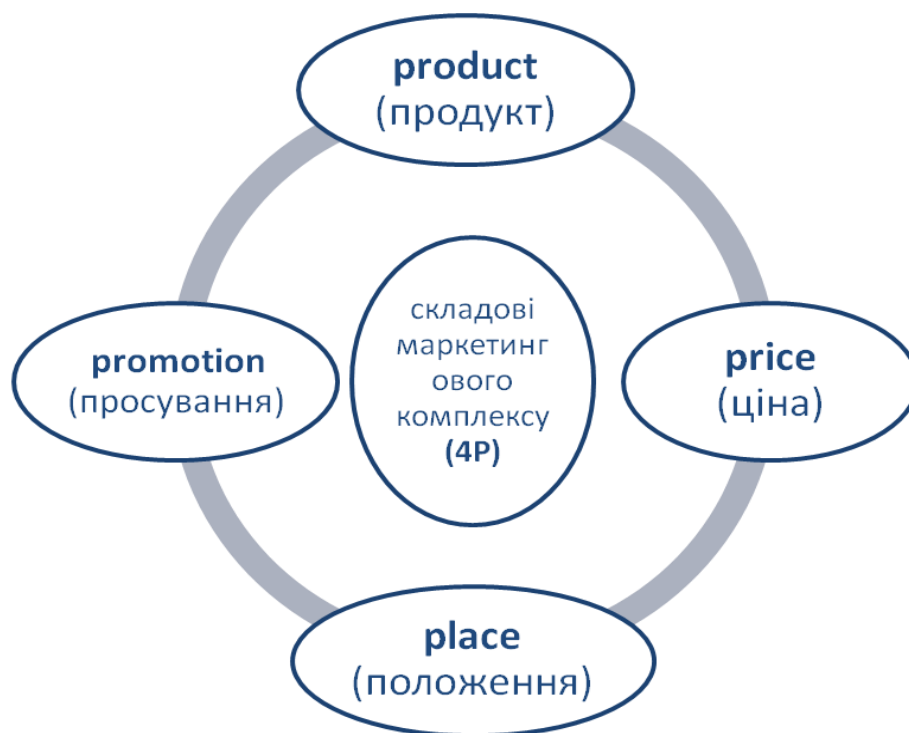 product
(продукт)
складові
маркетинг
ового
комплексу
(4P)
promotion
(просування)
price
(ціна)
place
(положення)